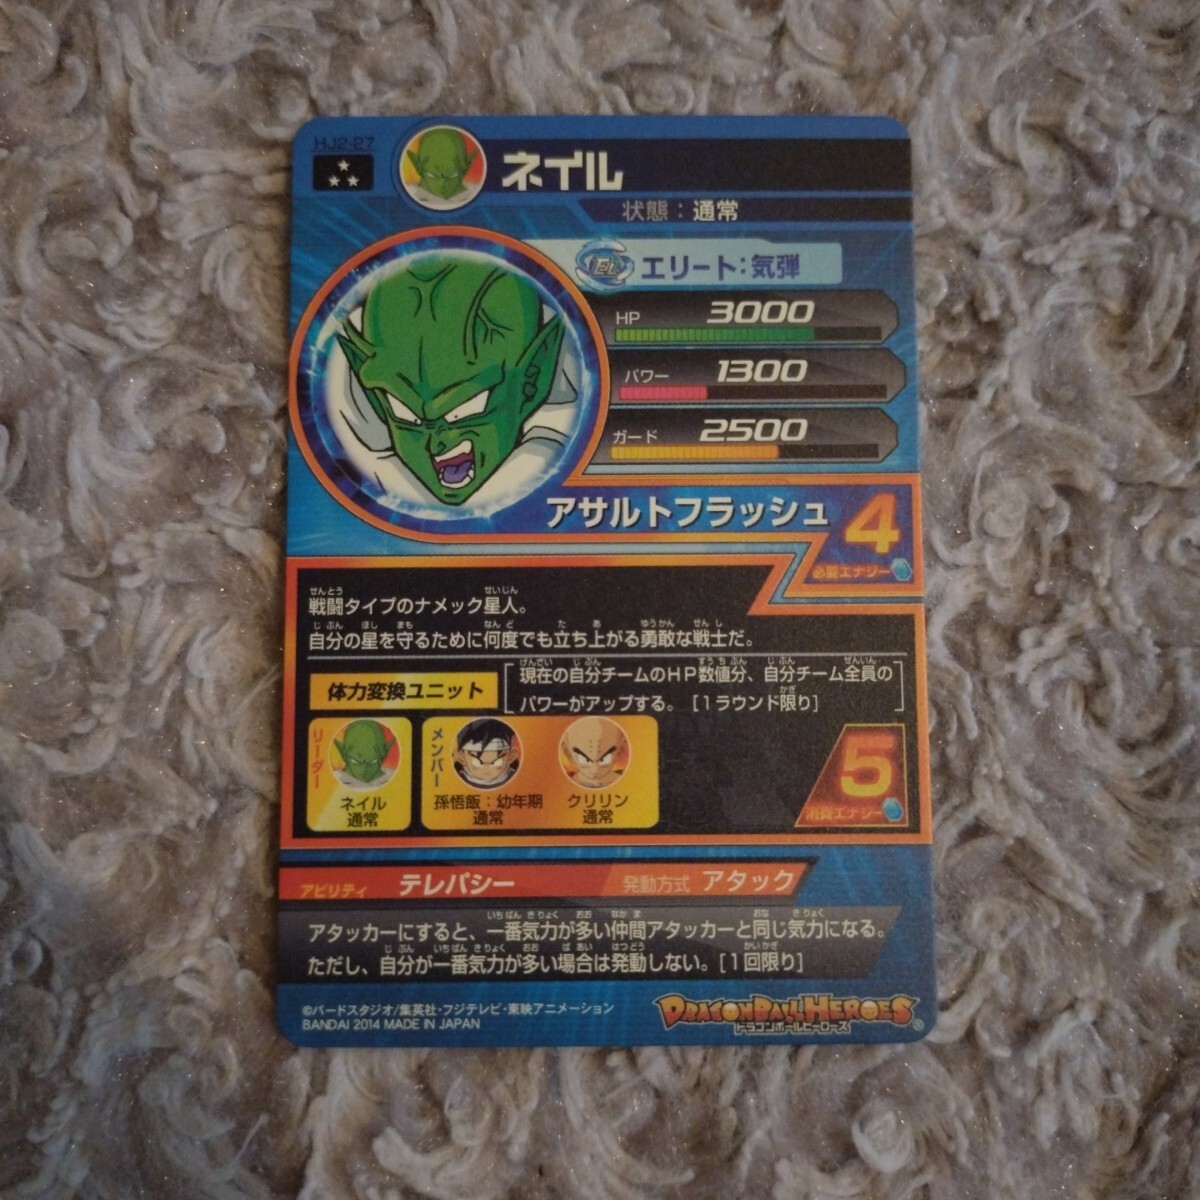 HJ2-27
ネイル
状態：通常
エリート：気弾
HP 3000
パワー 1300
ガード 2500
アサルトフラッシュ 4
必要エナジー
せんとう せいじん
戦闘タイプのナメック星人。
じぶん ほし まも なんど た あ ゆうかん せんし
自分の星を守るために何度でも立ち上がる勇敢な戦士だ。
体力変換ユニット
げんざい じぶん すうちぶん じぶん ぜんいん
現在の自分チームのHP数値分、自分チーム全員の
かぎ
パワーがアップする。[1ラウンド限り]
リーダー
ネイル
通常
メンバー
孫悟飯：幼年期
通常
クリリン
通常
5
消費エナジー
アビリティ テレパシー 発動方式 アタック
いちばん きりょく おお なかま おな きりょく
アタッカーにすると、一番気力が多い仲間アタッカーと同じ気力になる。
じぶん いちばん きりょく おお ばあい はつどう かいかぎ
ただし、自分が一番気力が多い場合は発動しない。[1回限り]
©バードスタジオ/集英社・フジテレビ・東映アニメーション
BANDAI 2014 MADE IN JAPAN
DRAGONBALL HEROES
ドラゴンボールヒーローズ